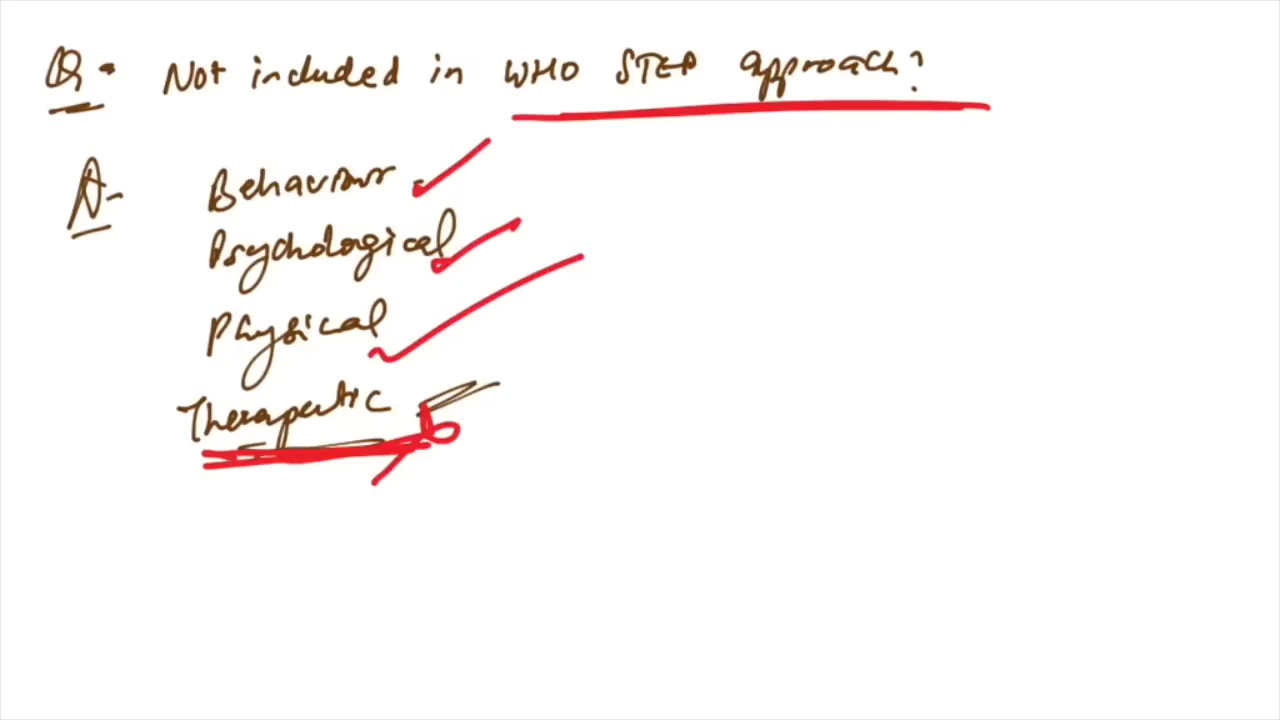 Q- Not included in WHO STEP approach?
A- Behaviour
Psychological
Physical
Therapeutic